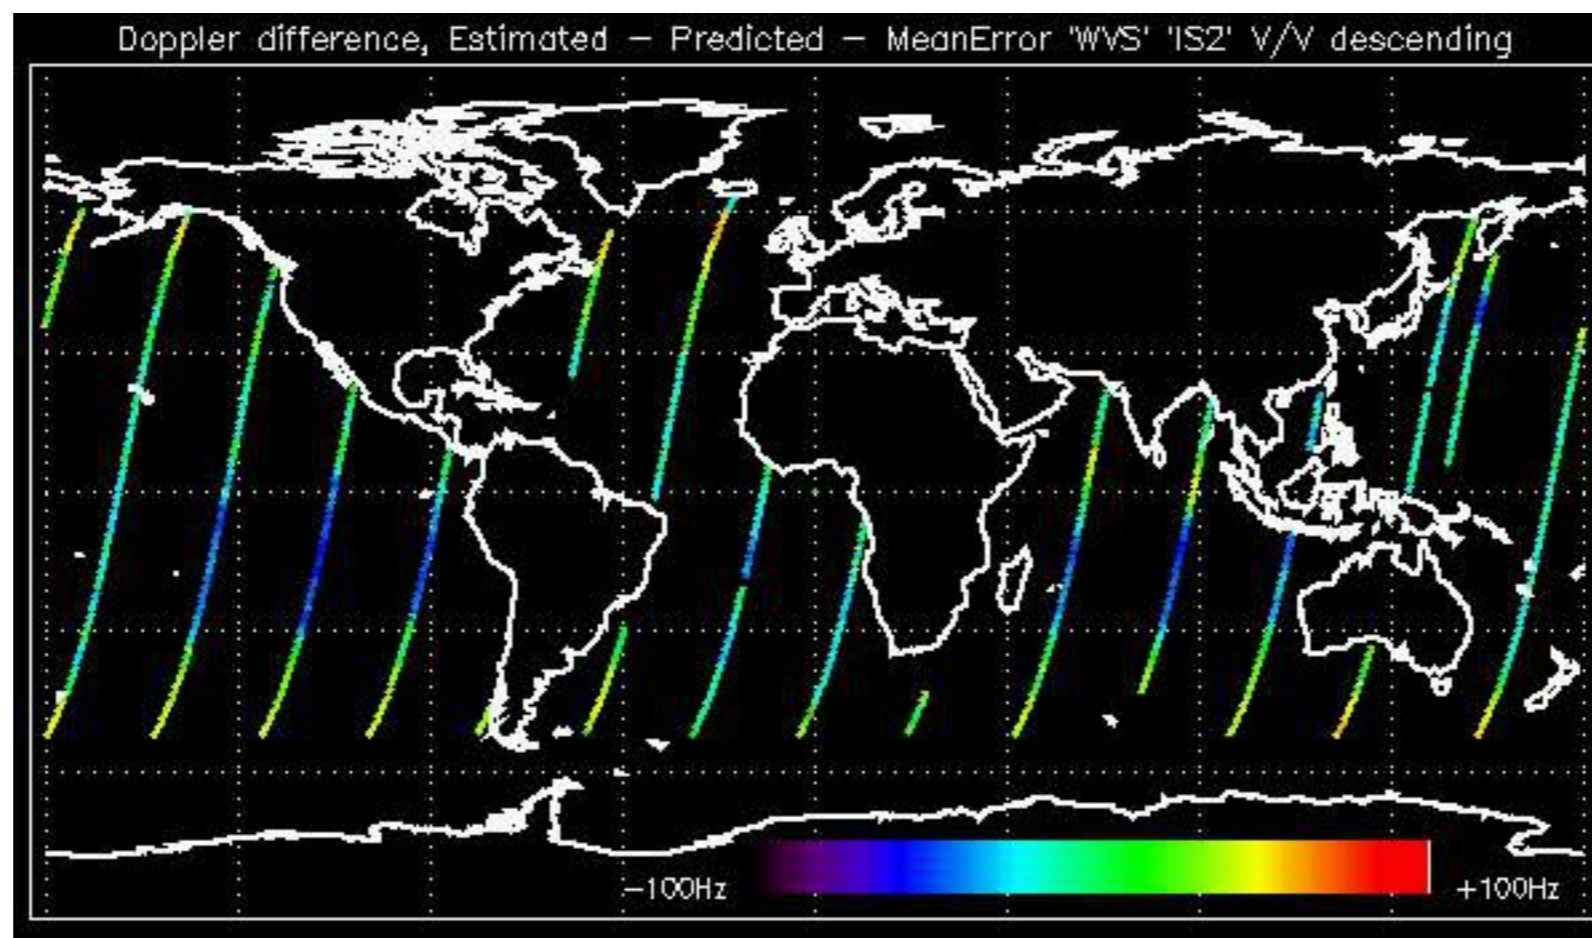 Doppler difference, Estimated – Predicted – MeanError 'WVS' 'IS2' V/V descending
–100Hz +100Hz